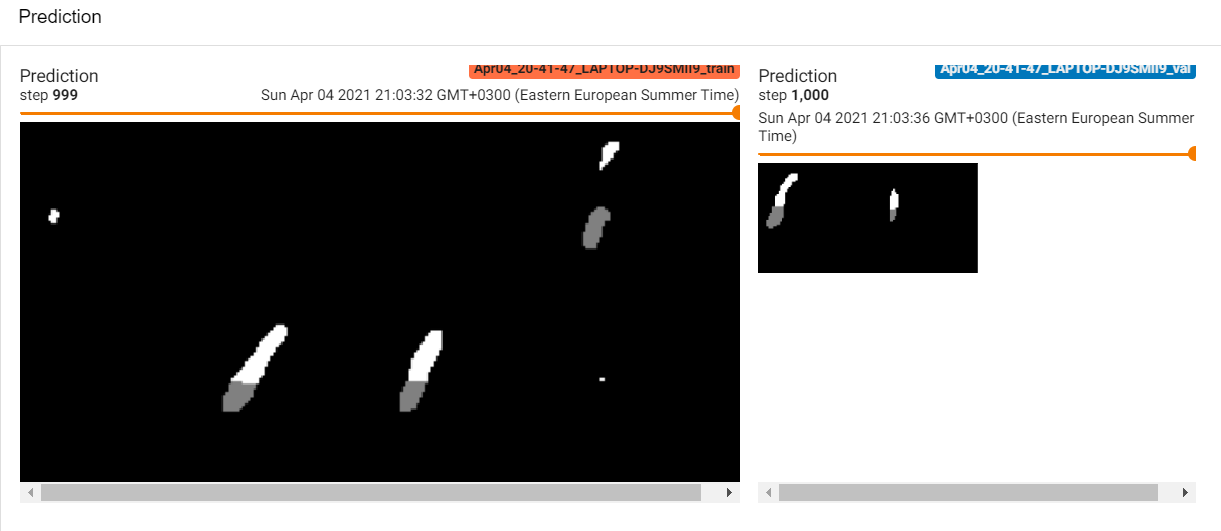 Prediction
Prediction
Apr04_20-41-47_LAPTOP-DJ9SMII9_train
step 999
Sun Apr 04 2021 21:03:32 GMT+0300 (Eastern European Summer Time)
Prediction
Apr04_20-41-47_LAPTOP-DJ9SMII9_val
step 1,000
Sun Apr 04 2021 21:03:36 GMT+0300 (Eastern European Summer
Time)